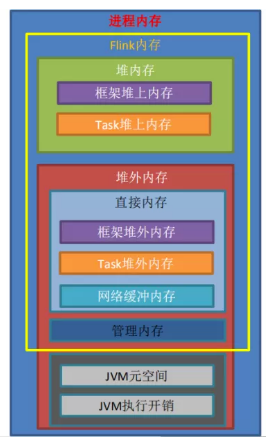 进程内存
Flink内存
堆内存
框架堆上内存
Task堆上内存
堆外内存
直接内存
框架堆外内存
Task堆外内存
网络缓冲内存
管理内存
JVM元空间
JVM执行开销